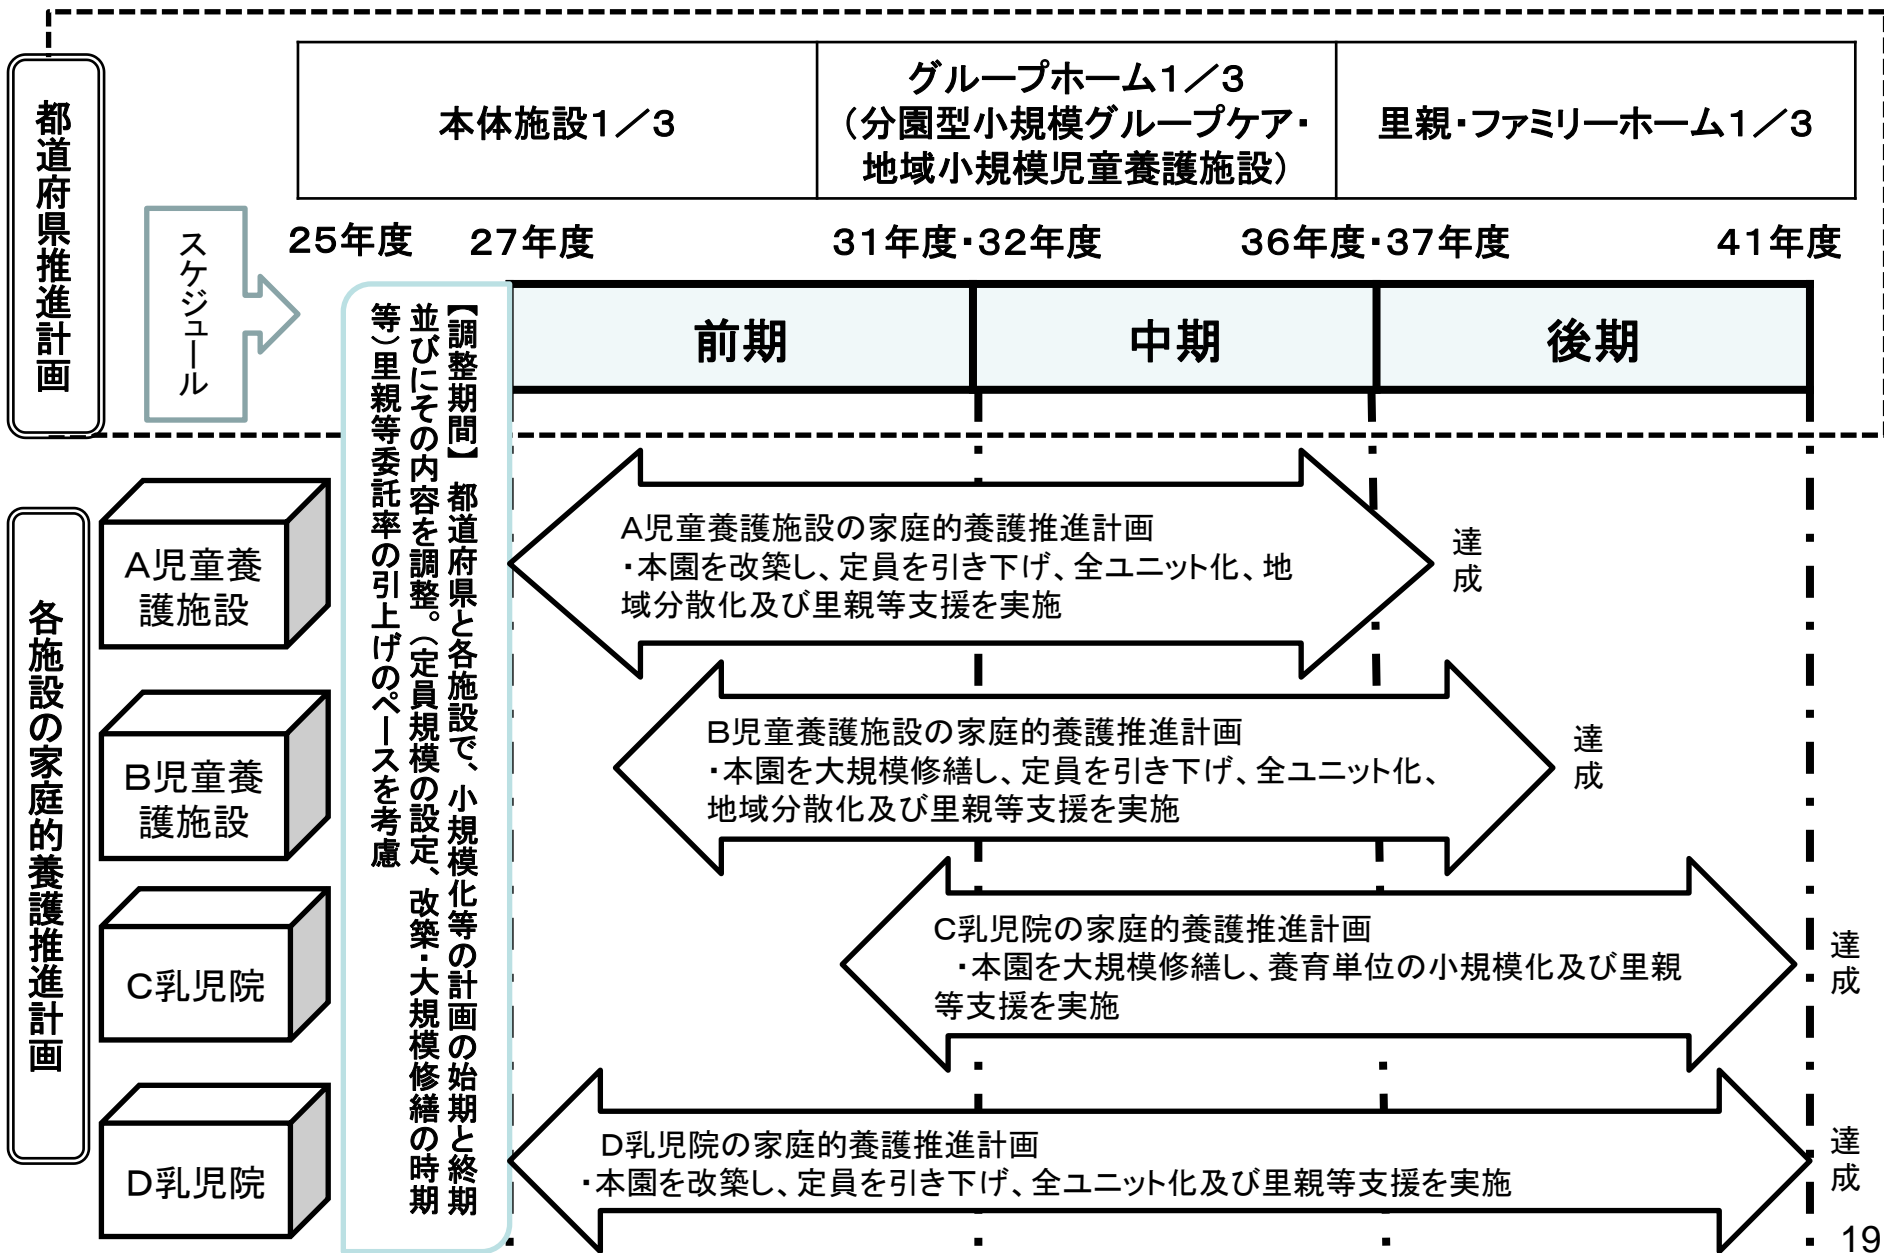 都道府県推進計画
本体施設1/3
グループホーム1/3
(分園型小規模グループケア・
地域小規模児童養護施設)
里親・ファミリーホーム1/3
スケジュール
25年度
27年度
31年度・32年度
36年度・37年度
41年度
前期
中期
後期
【調整期間】 都道府県と各施設で、小規模化等の計画の始期と終期
並びにその内容を調整。(定員規模の設定、改築・大規模修繕の時期
等)里親等委託率の引上げのペースを考慮
各施設の家庭的養護推進計画
A児童養
護施設
A児童養護施設の家庭的養護推進計画
・本園を改築し、定員を引き下げ、全ユニット化、地
域分散化及び里親等支援を実施
達成
B児童養
護施設
B児童養護施設の家庭的養護推進計画
・本園を大規模修繕し、定員を引き下げ、全ユニット化、
地域分散化及び里親等支援を実施
達成
C乳児院
C乳児院の家庭的養護推進計画
・本園を大規模修繕し、養育単位の小規模化及び里親
等支援を実施
達成
D乳児院
D乳児院の家庭的養護推進計画
・本園を改築し、定員を引き下げ、全ユニット化及び里親等支援を実施
達成
19